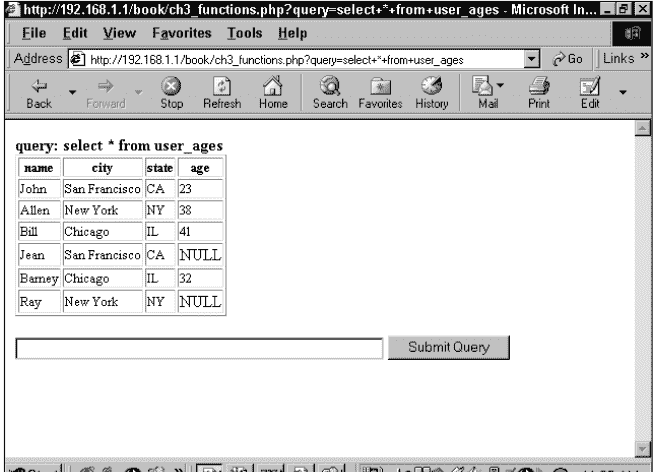 http://192.168.1.1/book/ch3_functions.php?query=select+*+from+user_ages - Microsoft In...
File Edit View Favorites Tools Help
Address http://192.168.1.1/book/ch3_functions.php?query=select+*+from+user_ages Go Links »
Back Forward Stop Refresh Home Search Favorites History Mail Print Edit
query: select * from user_ages
name city state age
John San Francisco CA 23
Allen New York NY 38
Bill Chicago IL 41
Jean San Francisco CA NULL
Barney Chicago IL 32
Ray New York NY NULL
Submit Query